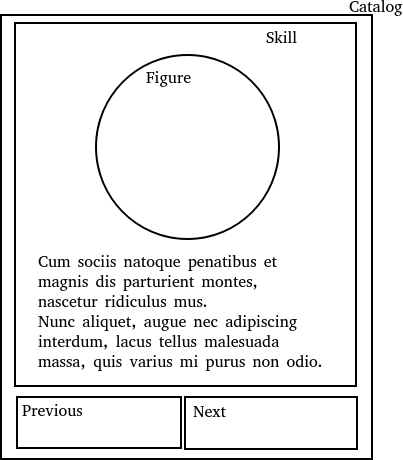 Catalog
Skill
Figure
Cum sociis natoque penatibus et
magnis dis parturient montes,
nascetur ridiculus mus.
Nunc aliquet, augue nec adipiscing
interdum, lacus tellus malesuada
massa, quis varius mi purus non odio.
Previous
Next